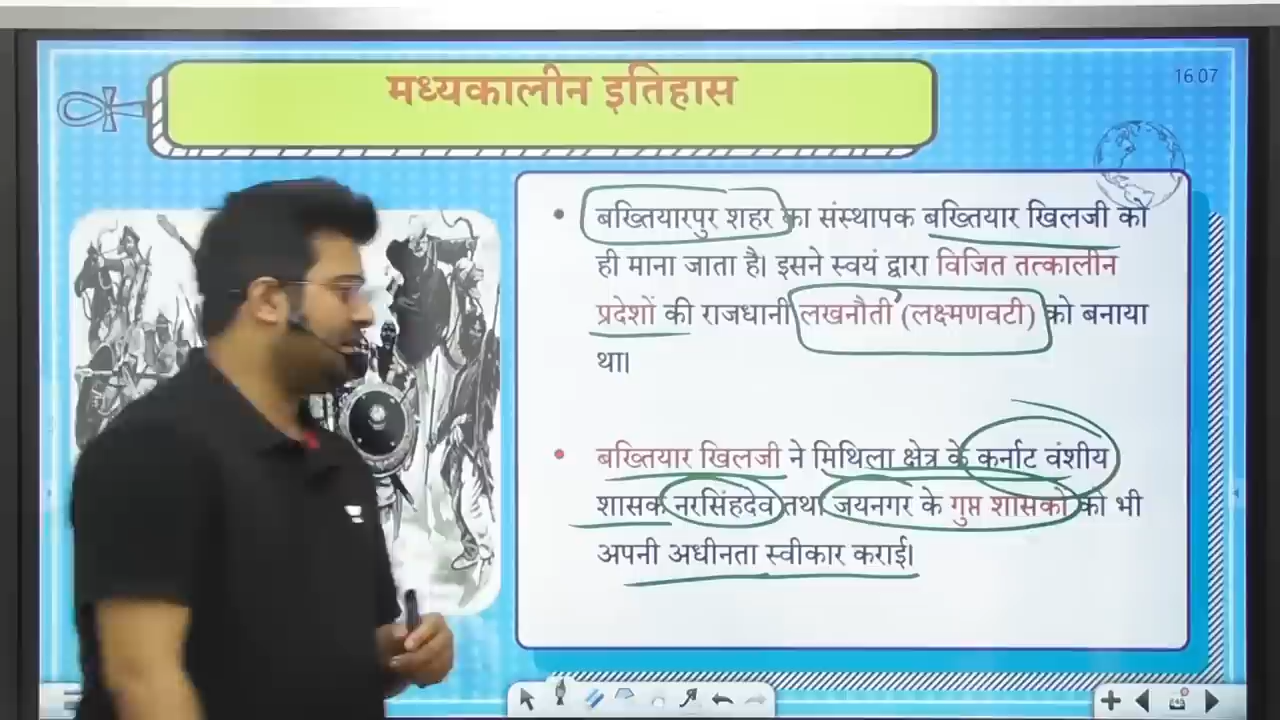 मध्यकालीन इतिहास
16.07
• बख्तियारपुर शहर का संस्थापक बख्तियार खिलजी को
ही माना जाता है। इसने स्वयं द्वारा विजित तत्कालीन
प्रदेशों की राजधानी लखनौती (लक्ष्मणवटी) को बनाया
था।
• बख्तियार खिलजी ने मिथिला क्षेत्र के कर्नाट वंशीय
शासक नरसिंहदेव तथा जयनगर के गुप्त शासको को भी
अपनी अधीनता स्वीकार कराई।